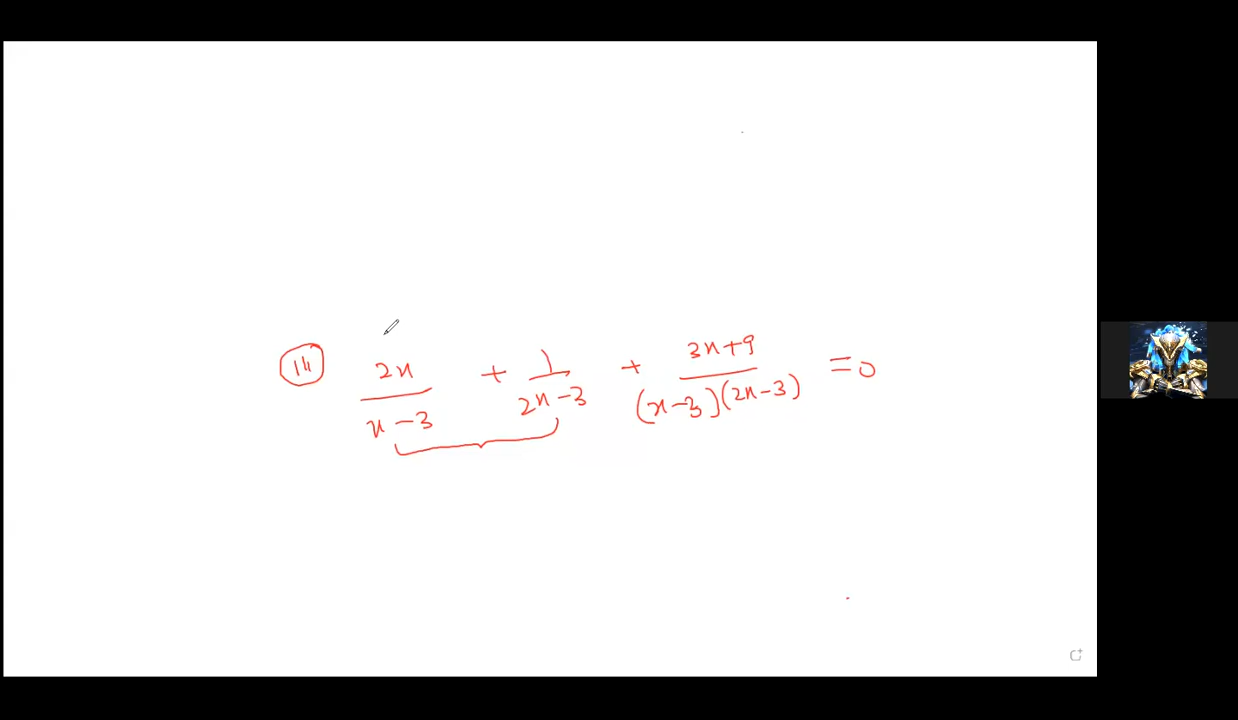 14 2x/(x-3) + 1/(2x-3) + 3x+9/(x-3)(2x-3) = 0